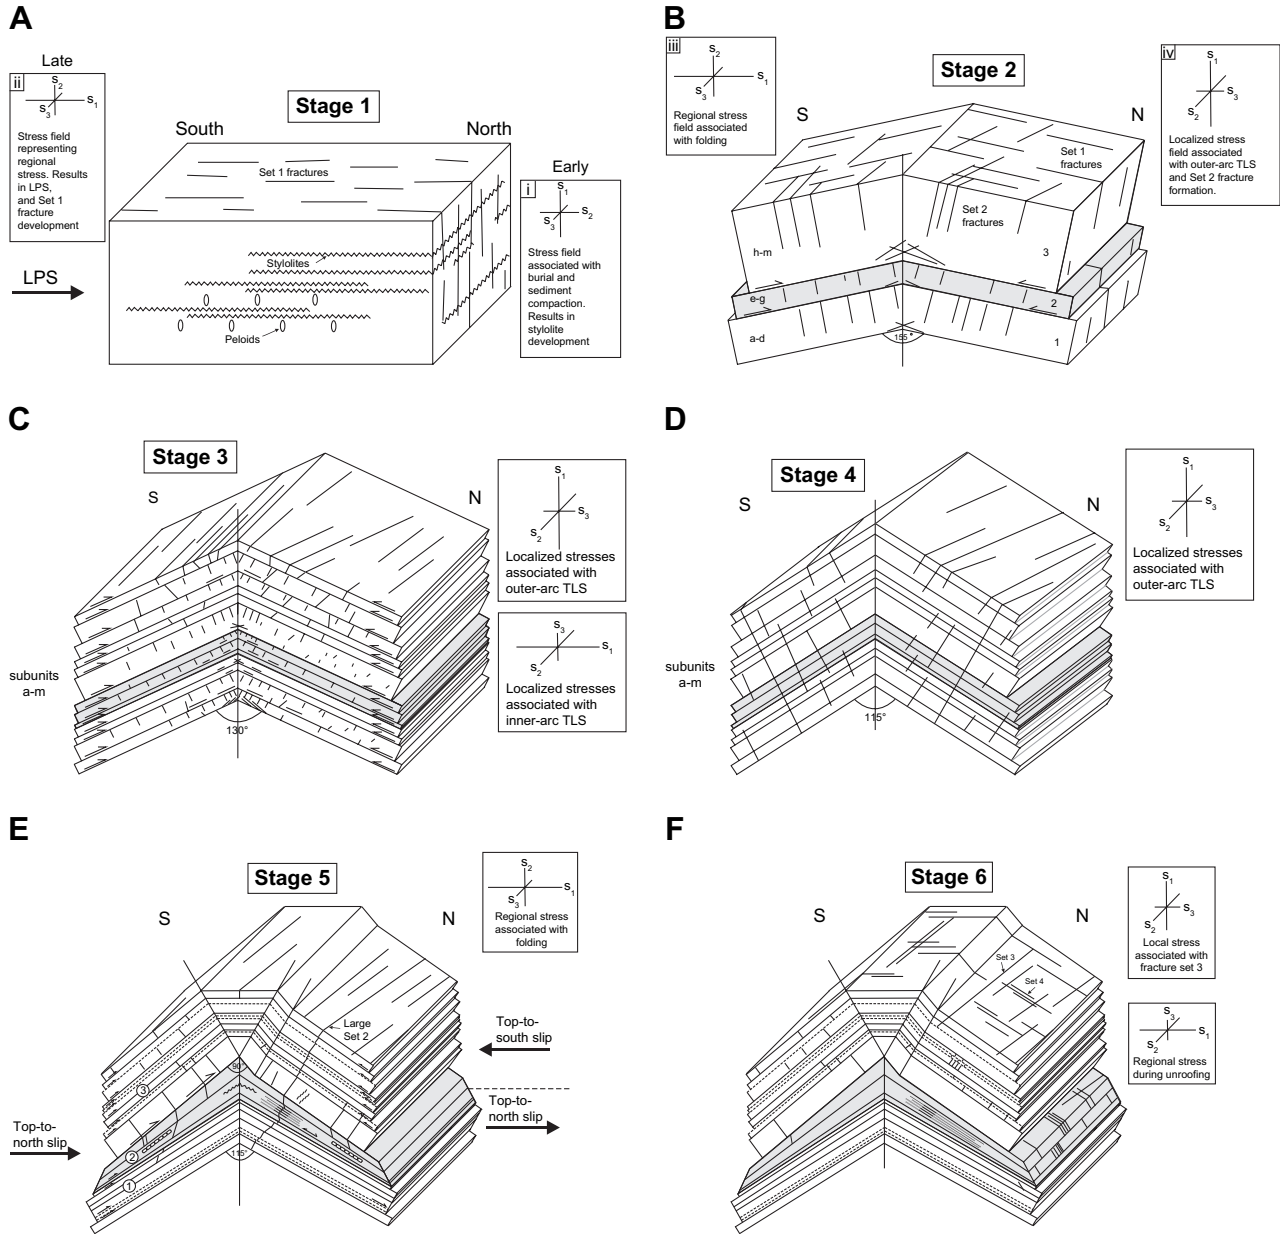 A
Late
ii
s2
s1
s3
Stress field
representing
regional
stress. Results
in LPS,
and Set 1
fracture
development
LPS
Stage 1
South
North
Set 1 fractures
Stylolites
Peloids
Early
i
s1
s2
s3
Stress field
associated with
burial and
sediment
compaction.
Results in
stylolite
development
B
iii
s2
s1
s3
Regional stress
field associated
with folding
Stage 2
S
N
iv
s1
s3
s2
Localized stress
field associated
with outer-arc TLS
and Set 2 fracture
formation.
Set 1
fractures
Set 2
fractures
h-m
3
e-g
2
a-d
1
155°
C
Stage 3
S
N
s1
s3
s2
Localized stresses
associated with
outer-arc TLS
s3
s1
s2
Localized stresses
associated with
inner-arc TLS
subunits
a-m
130°
D
Stage 4
S
N
s1
s3
s2
Localized stresses
associated with
outer-arc TLS
subunits
a-m
115°
E
Stage 5
S
N
s2
s1
s3
Regional stress
associated with
folding
Large
Set 2
Top-to-
south slip
90°
3
Top-to-
north slip
Top-to-
north slip
2
115°
1
F
Stage 6
S
N
s1
s3
s2
Local stress
associated with
fracture set 3
Set 3
Set 4
s3
s1
s2
Regional stress
during unroofing